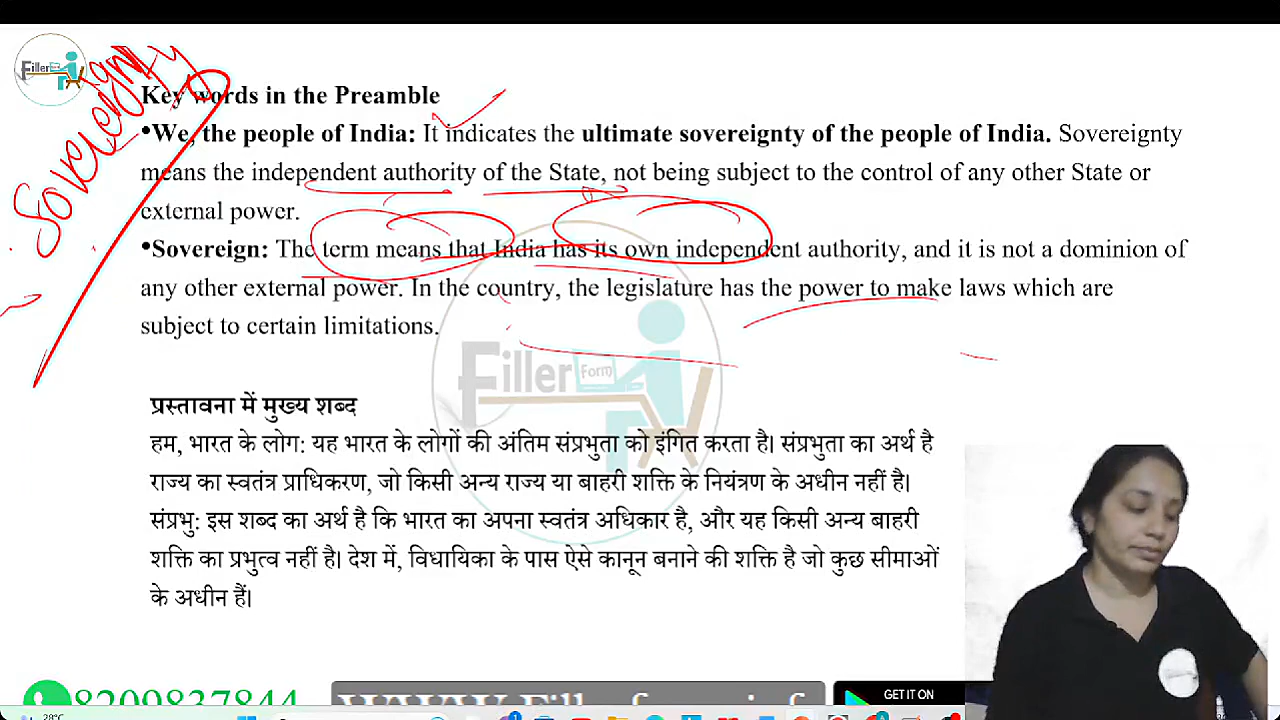 Filler
Sovereignty
Key words in the Preamble
•We, the people of India: It indicates the ultimate sovereignty of the people of India. Sovereignty
means the independent authority of the State, not being subject to the control of any other State or
external power.
•Sovereign: The term means that India has its own independent authority, and it is not a dominion of
any other external power. In the country, the legislature has the power to make laws which are
subject to certain limitations.
Filler Form
प्रस्तावना में मुख्य शब्द
हम, भारत के लोग: यह भारत के लोगों की अंतिम संप्रभुता को इंगित करता है। संप्रभुता का अर्थ है
राज्य का स्वतंत्र प्राधिकरण, जो किसी अन्य राज्य या बाहरी शक्ति के नियंत्रण के अधीन नहीं है।
संप्रभु: इस शब्द का अर्थ है कि भारत का अपना स्वतंत्र अधिकार है, और यह किसी अन्य बाहरी
शक्ति का प्रभुत्व नहीं है। देश में, विधायिका के पास ऐसे कानून बनाने की शक्ति है जो कुछ सीमाओं
के अधीन हैं।
8209837844
GET IT ON
28°C